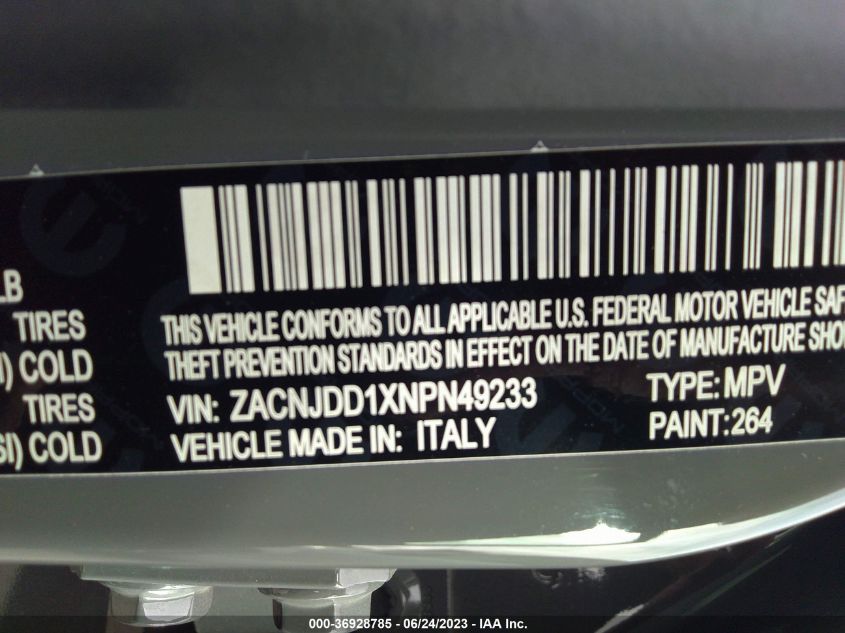 LB
TIRES
I) COLD
TIRES
SI) COLD
THIS VEHICLE CONFORMS TO ALL APPLICABLE U.S. FEDERAL MOTOR VEHICLE SAF
THEFT PREVENTION STANDARDS IN EFFECT ON THE DATE OF MANUFACTURE SHO
VIN: ZACNJDD1XNPN49233 TYPE: MPV
VEHICLE MADE IN: ITALY PAINT: 264
000-36928785 - 06/24/2023 - IAA Inc.